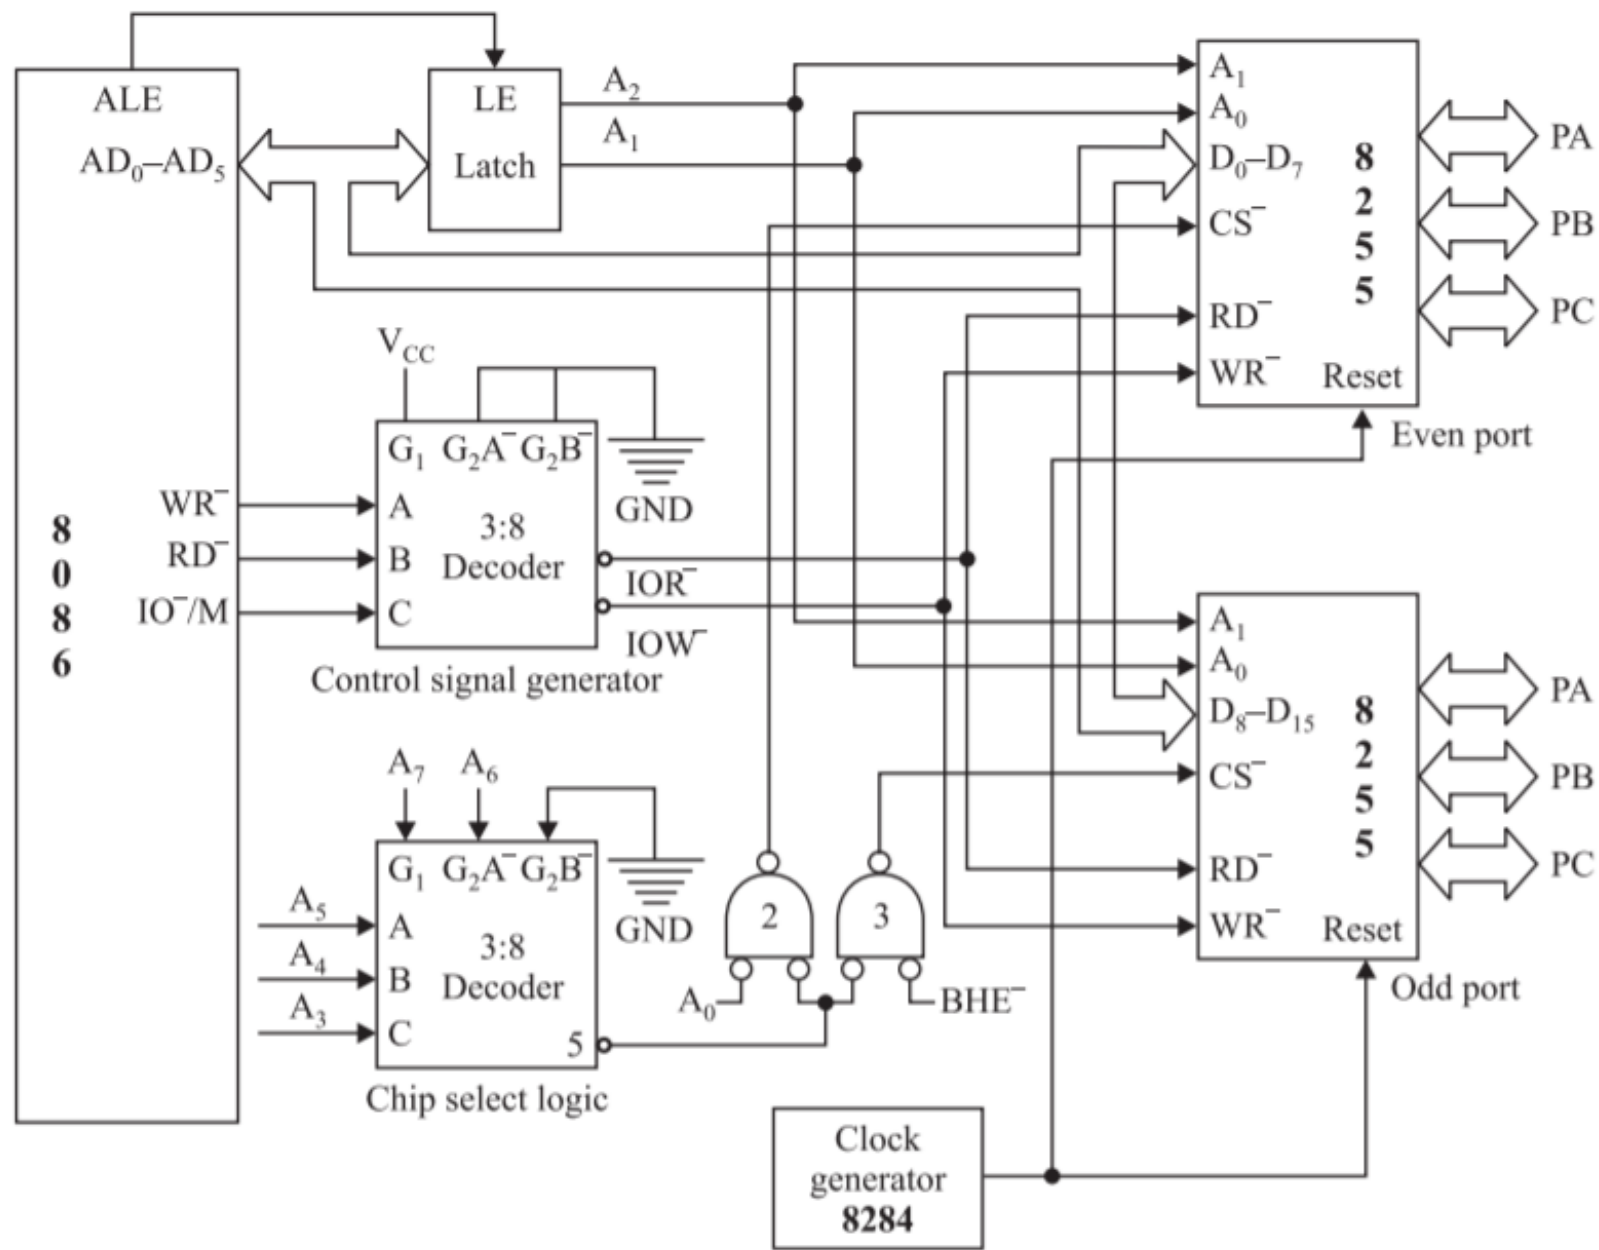 ALE
AD0–AD5
8
0
8
6
WR‾
RD‾
IO‾/M
LE
Latch
A2
A1
VCC
G1 G2A‾ G2B‾
A
B
C
3:8
Decoder
GND
IOR‾
IOW‾
Control signal generator
A7 A6
G1 G2A‾ G2B‾
A5
A4
A3
A
B
C
3:8
Decoder
5
GND
Chip select logic
2
3
A0
BHE‾
Clock
generator
8284
A1
A0
D0–D7
CS‾
RD‾
WR‾
8
2
5
5
Reset
PA
PB
PC
Even port
A1
A0
D8–D15
CS‾
RD‾
WR‾
8
2
5
5
Reset
PA
PB
PC
Odd port